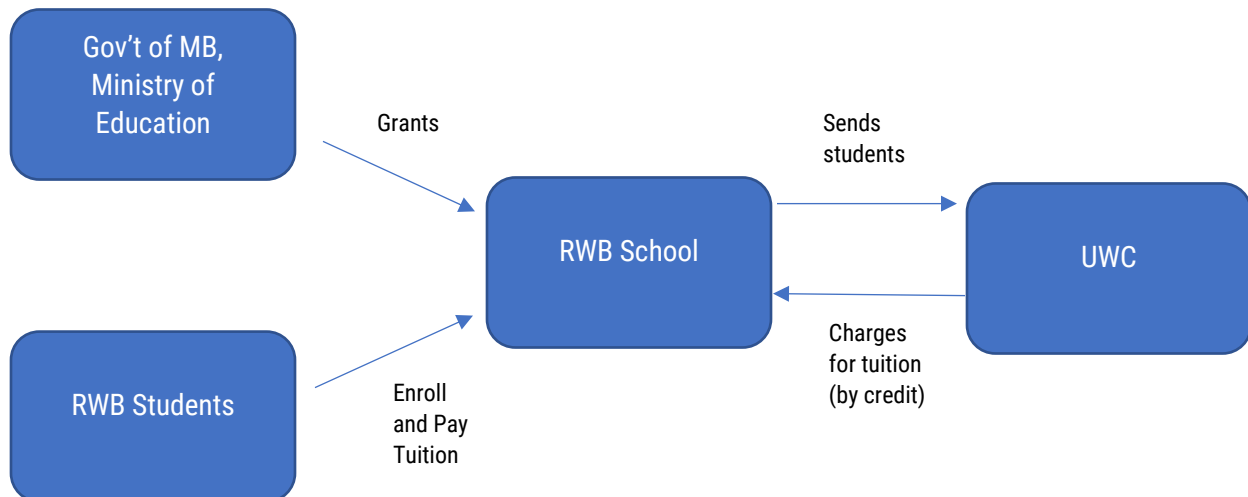 Gov’t of MB,
Ministry of
Education
Grants
Sends
students
RWB School
UWC
RWB Students
Enroll
and Pay
Tuition
Charges
for tuition
(by credit)